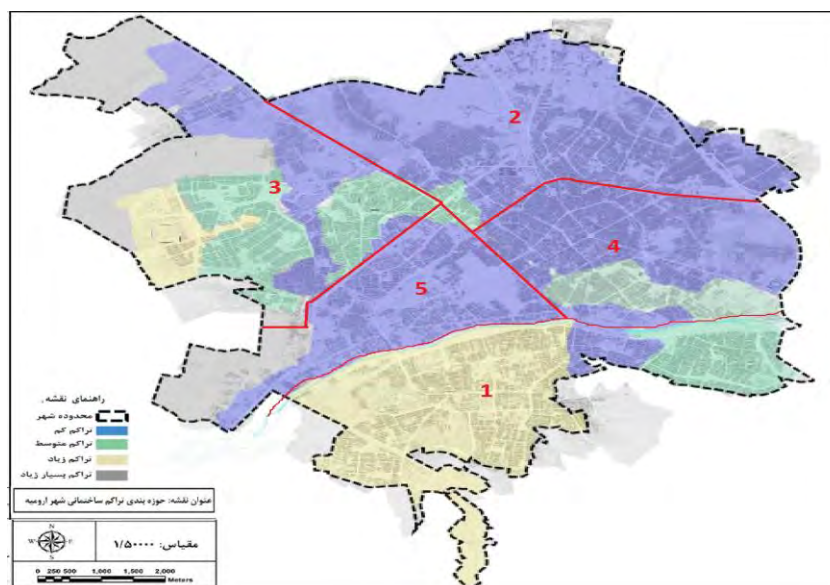 2
3
4
5
1
راهنمای نقشه
محدوده شهر
تراکم کم
تراکم متوسط
تراکم زیاد
تراکم بسیار زیاد
عنوان نقشه: حوزه بندی تراکم ساختمانی شهر ارومیه
N
W E
S
مقیاس: ۱/۵۰۰۰۰
0 250 500 1,000 1,500 2,000
Meters